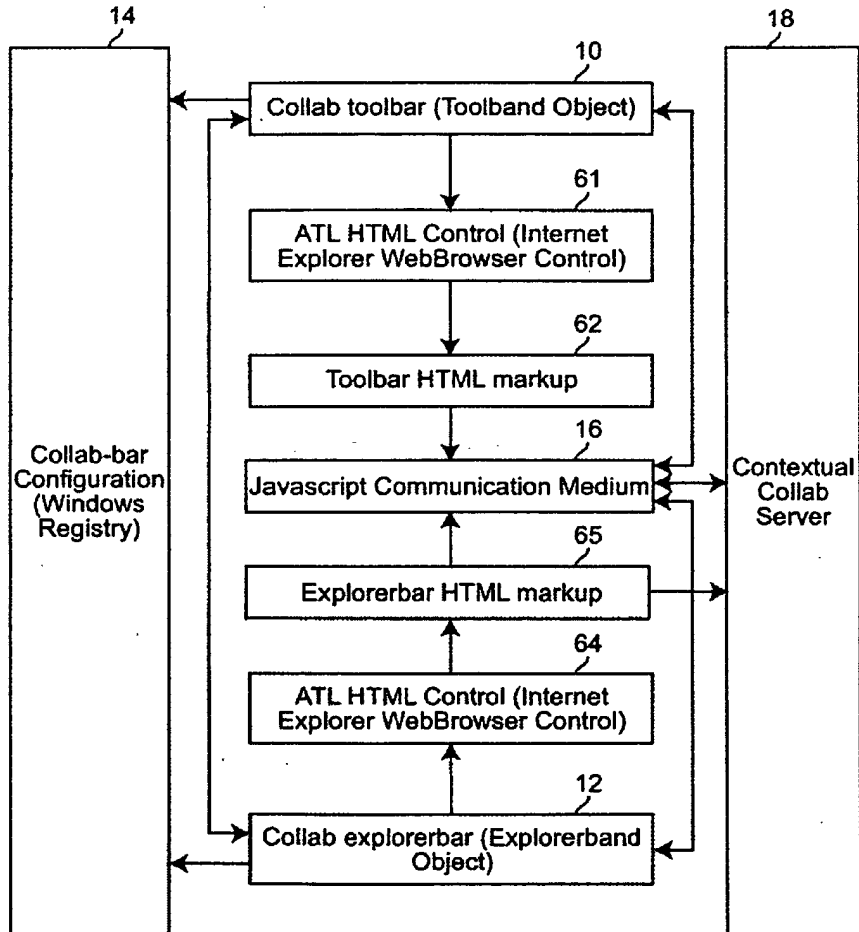 14
18
10
Collab toolbar (Toolband Object)
61
ATL HTML Control (Internet
Explorer WebBrowser Control)
62
Toolbar HTML markup
16
Javascript Communication Medium
Collab-bar
Configuration
(Windows
Registry)
Contextual
Collab
Server
65
Explorerbar HTML markup
64
ATL HTML Control (Internet
Explorer WebBrowser Control)
12
Collab explorerbar (Explorerband
Object)